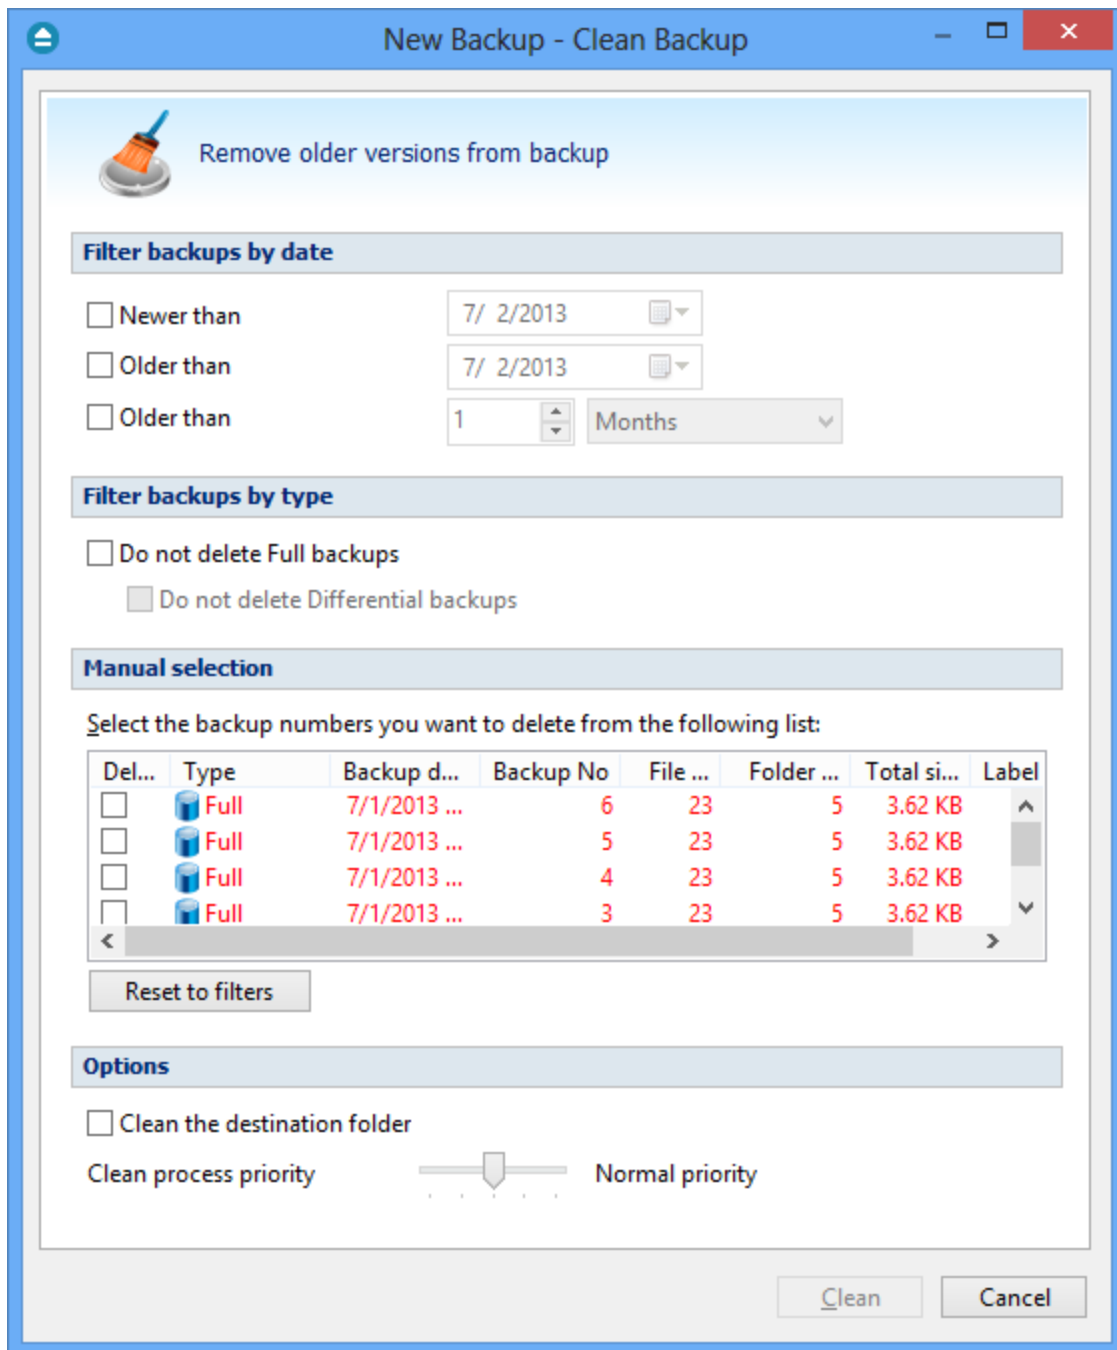 New Backup - Clean Backup
Remove older versions from backup
Filter backups by date
Newer than 7/ 2/2013
Older than 7/ 2/2013
Older than 1 Months
Filter backups by type
Do not delete Full backups
Do not delete Differential backups
Manual selection
Select the backup numbers you want to delete from the following list:
Del... Type Backup d... Backup No File ... Folder ... Total si... Label
Full 7/1/2013 ... 6 23 5 3.62 KB
Full 7/1/2013 ... 5 23 5 3.62 KB
Full 7/1/2013 ... 4 23 5 3.62 KB
Full 7/1/2013 ... 3 23 5 3.62 KB
Reset to filters
Options
Clean the destination folder
Clean process priority Normal priority
Clean Cancel